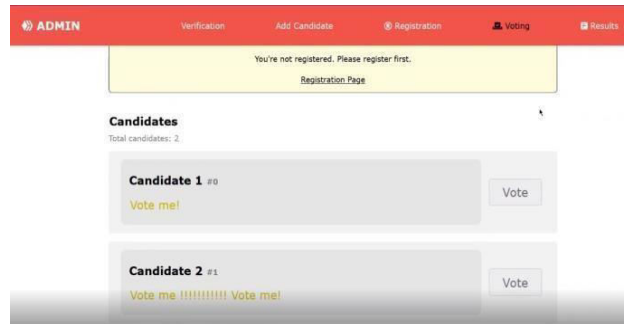 ADMIN
Verification
Add Candidate
Registration
Voting
Results
You're not registered. Please register first.
Registration Page
Candidates
Total candidates: 2
Candidate 1 #0
Vote me!
Vote
Candidate 2 #1
Vote me !!!!!!!!!!! Vote me!
Vote